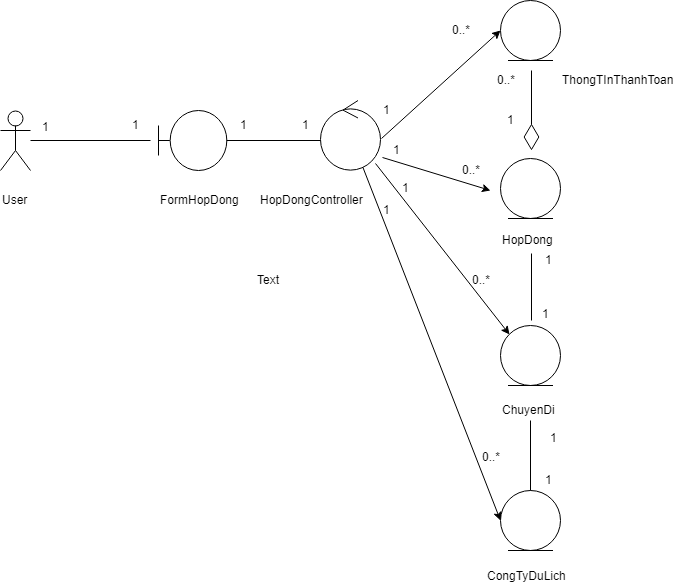 0..*
0..*
ThongTInThanhToan
1
1
1
1
1
1
1
0..*
1
User
FormHopDong
HopDongController
1
HopDong
1
Text
0..*
1
ChuyenDi
1
0..*
1
CongTyDuLich